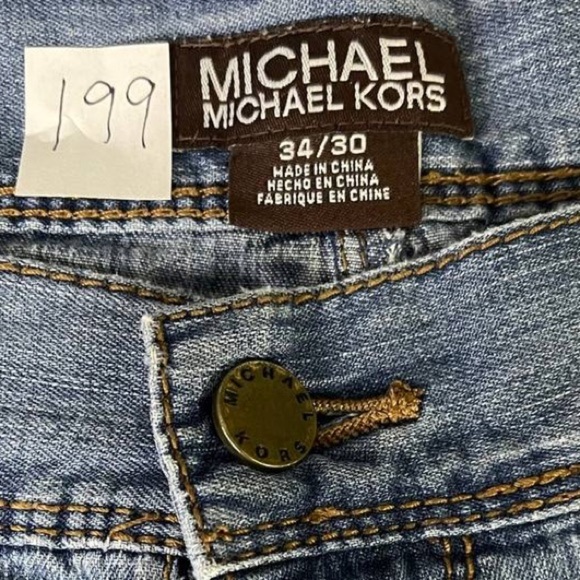 199
MICHAEL
MICHAEL KORS
34/30
MADE IN CHINA
HECHO EN CHINA
FABRIQUE EN CHINE
MICHAEL
KORS